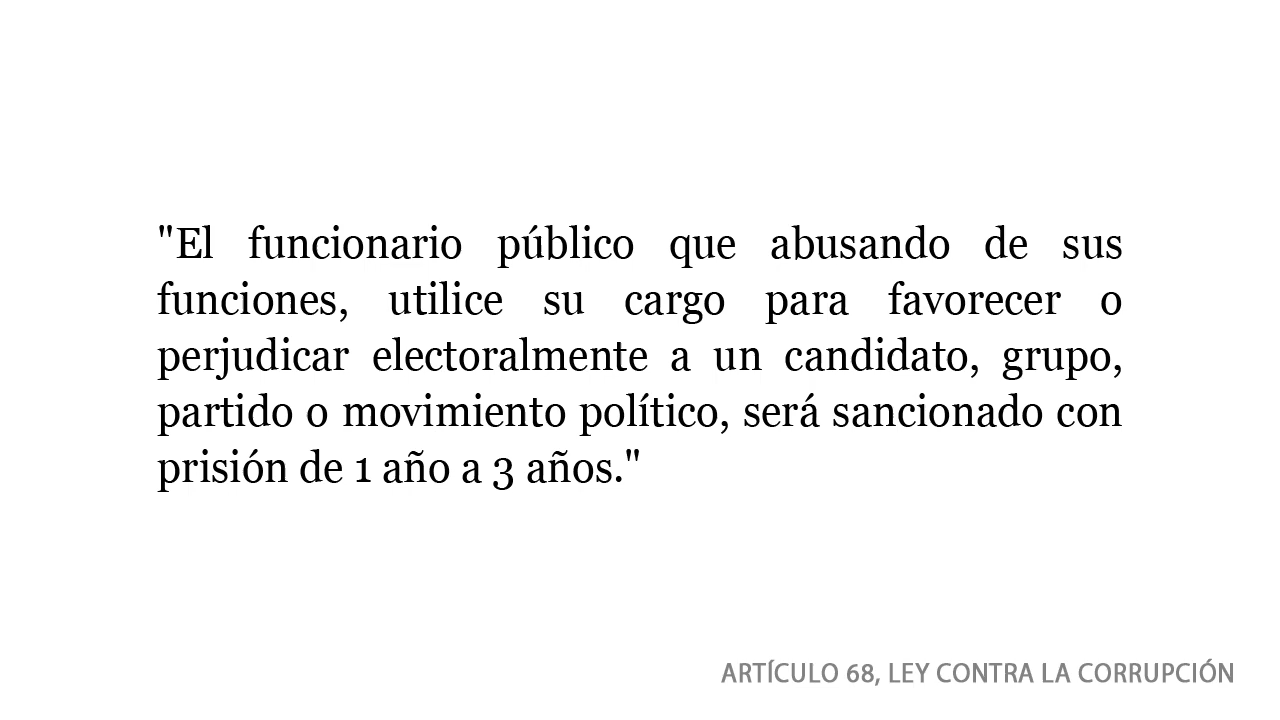 "El funcionario público que abusando de sus
funciones, utilice su cargo para favorecer o
perjudicar electoralmente a un candidato, grupo,
partido o movimiento político, será sancionado con
prisión de 1 año a 3 años."
ARTÍCULO 68, LEY CONTRA LA CORRUPCIÓN